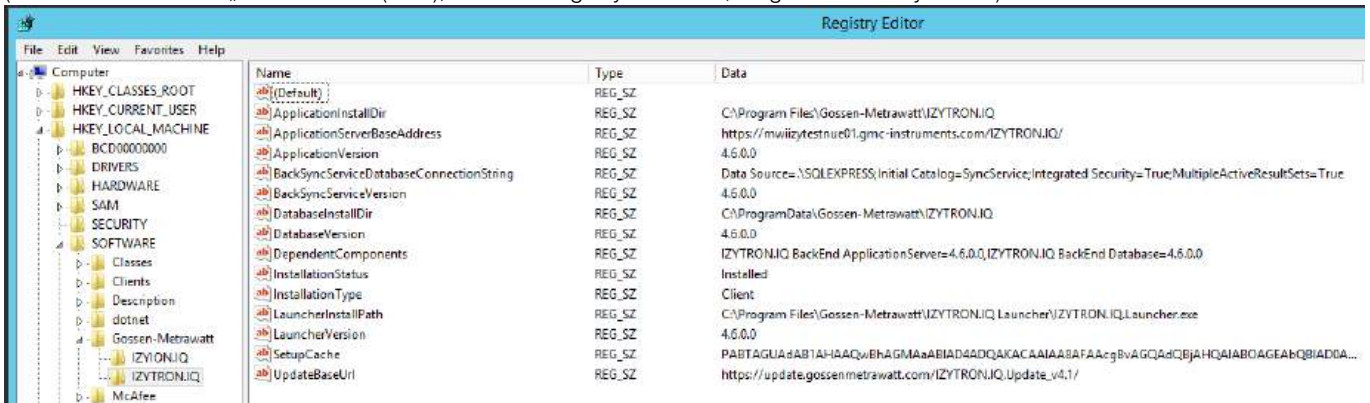 Registry Editor
File Edit View Favorites Help
Computer
HKEY_CLASSES_ROOT
HKEY_CURRENT_USER
HKEY_LOCAL_MACHINE
BCD00000000
DRIVERS
HARDWARE
SAM
SECURITY
SOFTWARE
Classes
Clients
Description
dotnet
Gossen-Metrawatt
IZYION.IQ
IZYTRON.IQ
McAfee
Name Type Data
(Default) REG_SZ
ApplicationInstallDir REG_SZ C:\Program Files\Gossen-Metrawatt\IZYTRON.IQ
ApplicationServerBaseAddress REG_SZ https://mwiizytestnue01.gmc-instruments.com/IZYTRON.IQ/
ApplicationVersion REG_SZ 4.6.0.0
BackSyncServiceDatabaseConnectionString REG_SZ Data Source=.\SQLEXPRESS;Initial Catalog=SyncService;Integrated Security=True;MultipleActiveResultSets=True
BackSyncServiceVersion REG_SZ 4.6.0.0
DatabaseInstallDir REG_SZ C:\ProgramData\Gossen-Metrawatt\IZYTRON.IQ
DatabaseVersion REG_SZ 4.6.0.0
DependentComponents REG_SZ IZYTRON.IQ BackEnd ApplicationServer=4.6.0.0,IZYTRON.IQ BackEnd Database=4.6.0.0
InstallationStatus REG_SZ Installed
InstallationType REG_SZ Client
LauncherInstallPath REG_SZ C:\Program Files\Gossen-Metrawatt\IZYTRON.IQ Launcher\IZYTRON.IQ.Launcher.exe
LauncherVersion REG_SZ 4.6.0.0
SetupCache REG_SZ
UpdateBaseUrl REG_SZ https://update.gossenmetrawatt.com/IZYTRON.IQ.Update_v4.1/